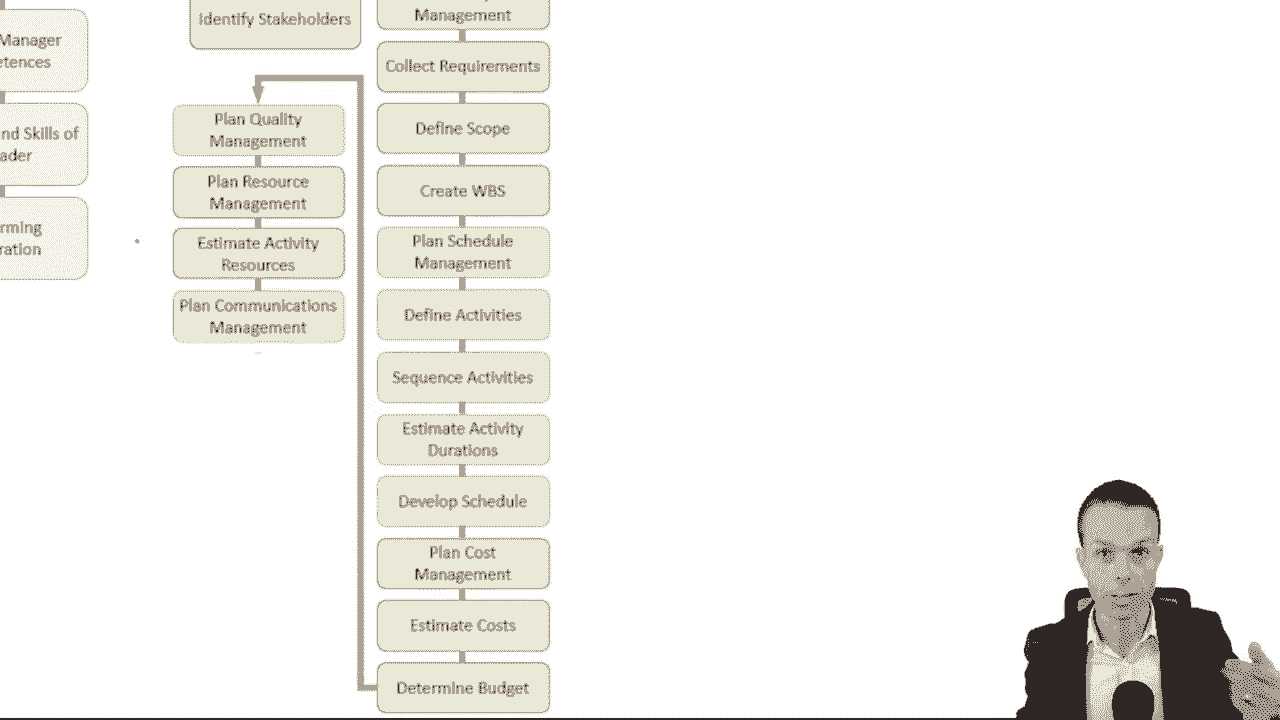 Manager
etences
nd Skills of
ader
rming
ration
Identify Stakeholders
Plan Quality
Management
Plan Resource
Management
Estimate Activity
Resources
Plan Communications
Management
Management
Collect Requirements
Define Scope
Create WBS
Plan Schedule
Management
Define Activities
Sequence Activities
Estimate Activity
Durations
Develop Schedule
Plan Cost
Management
Estimate Costs
Determine Budget